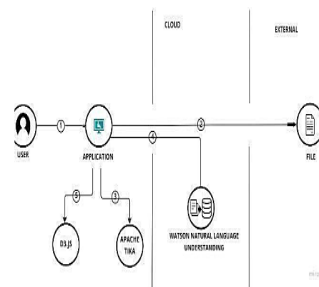 CLOUD
EXTERNAL
1
2
4
USER
APPLICATION
FILE
5
3
D3.JS
APACHE
TIKA
WATSON NATURAL LANGUAGE
UNDERSTANDING